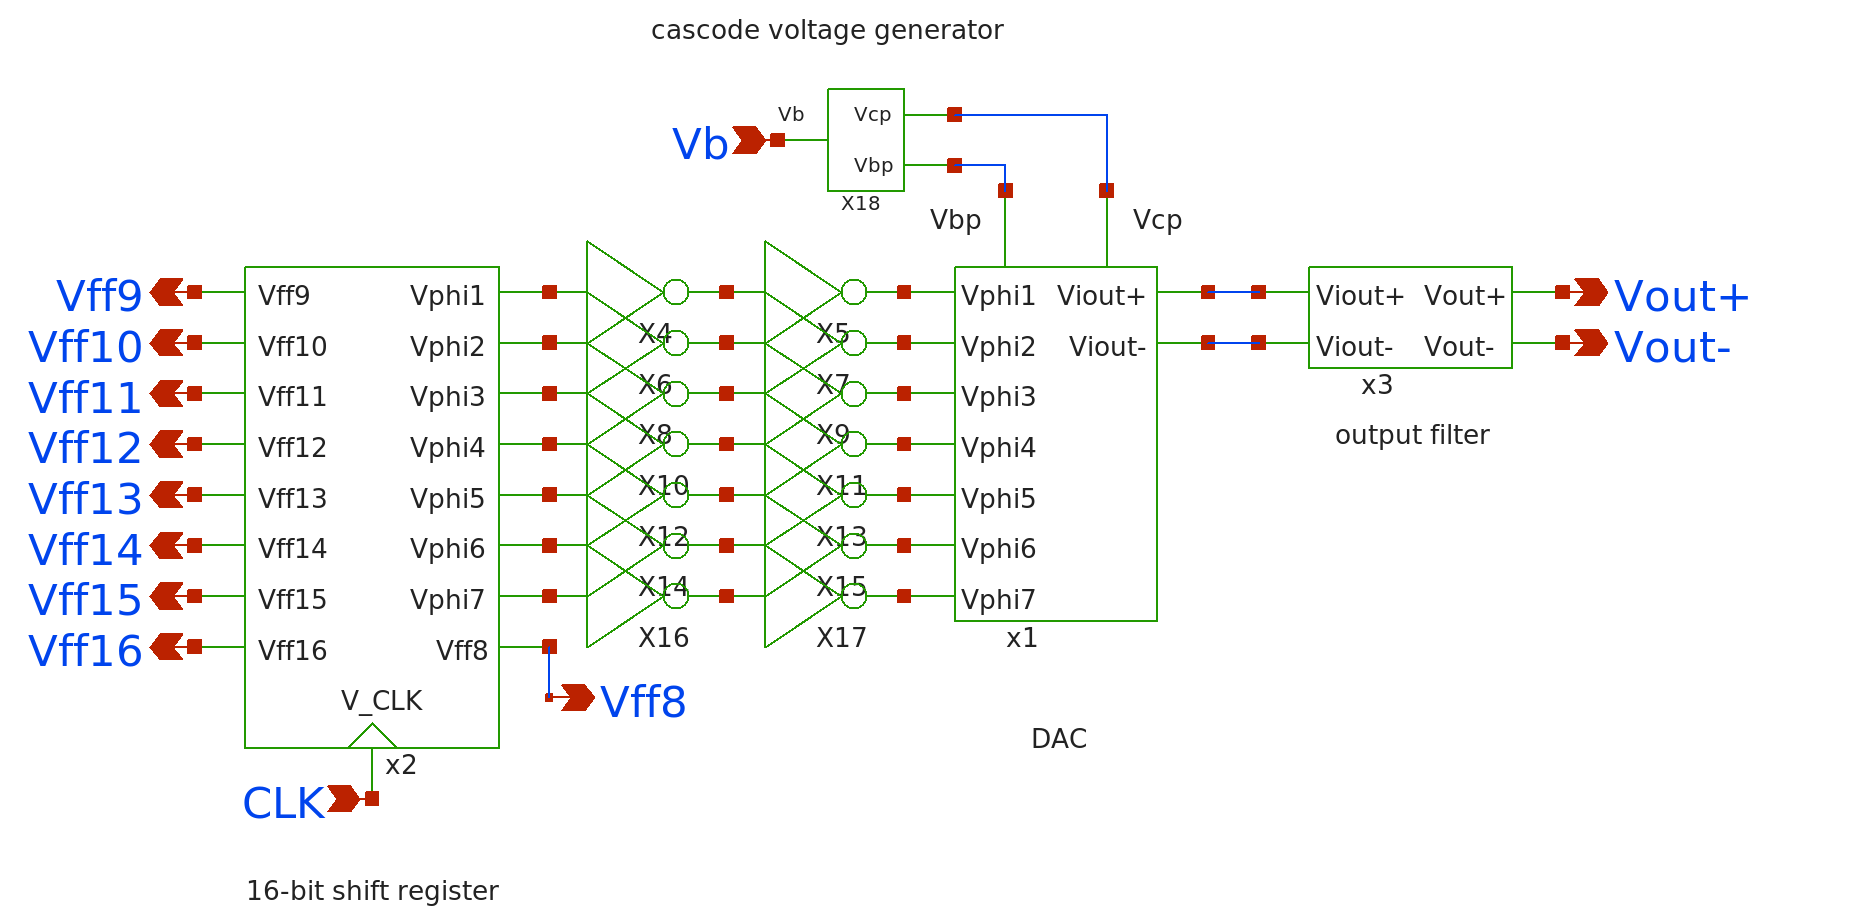 cascode voltage generator
Vb
Vb
Vcp
Vbp
X18
Vbp
Vcp
Vff9
Vff10
Vff11
Vff12
Vff13
Vff14
Vff15
Vff16
Vff9
Vff10
Vff11
Vff12
Vff13
Vff14
Vff15
Vff16
Vphi1
Vphi2
Vphi3
Vphi4
Vphi5
Vphi6
Vphi7
Vff8
V_CLK
x2
CLK
Vff8
16-bit shift register
X4
X6
X8
X10
X12
X14
X16
X5
X7
X9
X11
X13
X15
X17
Vphi1
Vphi2
Vphi3
Vphi4
Vphi5
Vphi6
Vphi7
Viout+
Viout-
x1
DAC
Viout+
Viout-
Vout+
Vout-
x3
output filter
Vout+
Vout-